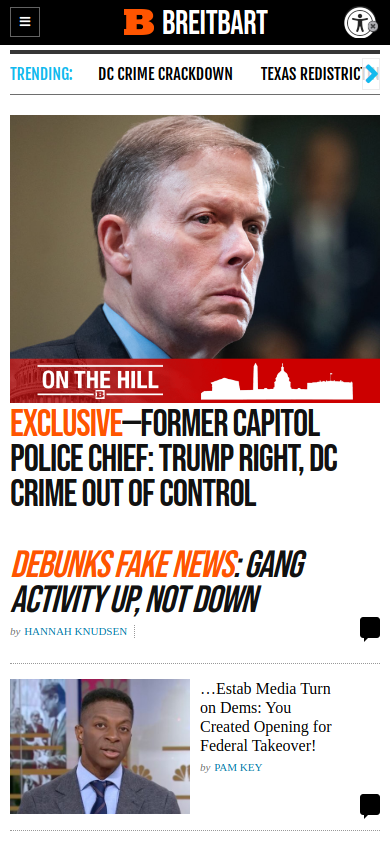 B BREITBART
TRENDING: DC CRIME CRACKDOWN TEXAS REDISTRICT
ON THE HILL
B
EXCLUSIVE—FORMER CAPITOL
POLICE CHIEF: TRUMP RIGHT, DC
CRIME OUT OF CONTROL
DEBUNKS FAKE NEWS: GANG
ACTIVITY UP, NOT DOWN
by HANNAH KNUDSEN
…Estab Media Turn
on Dems: You
Created Opening for
Federal Takeover!
by PAM KEY